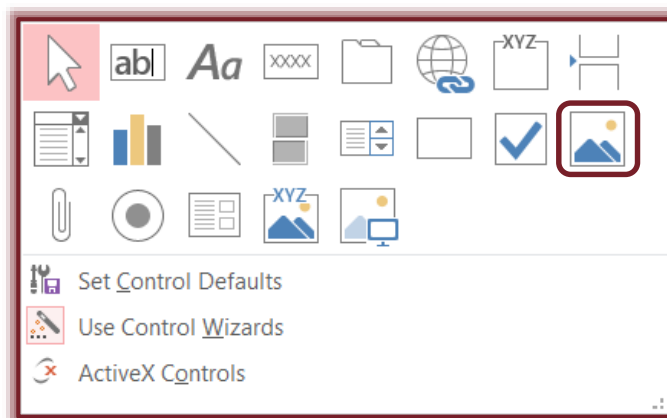 ab Aa XXXX XYZ
XYZ
Set Control Defaults
Use Control Wizards
ActiveX Controls